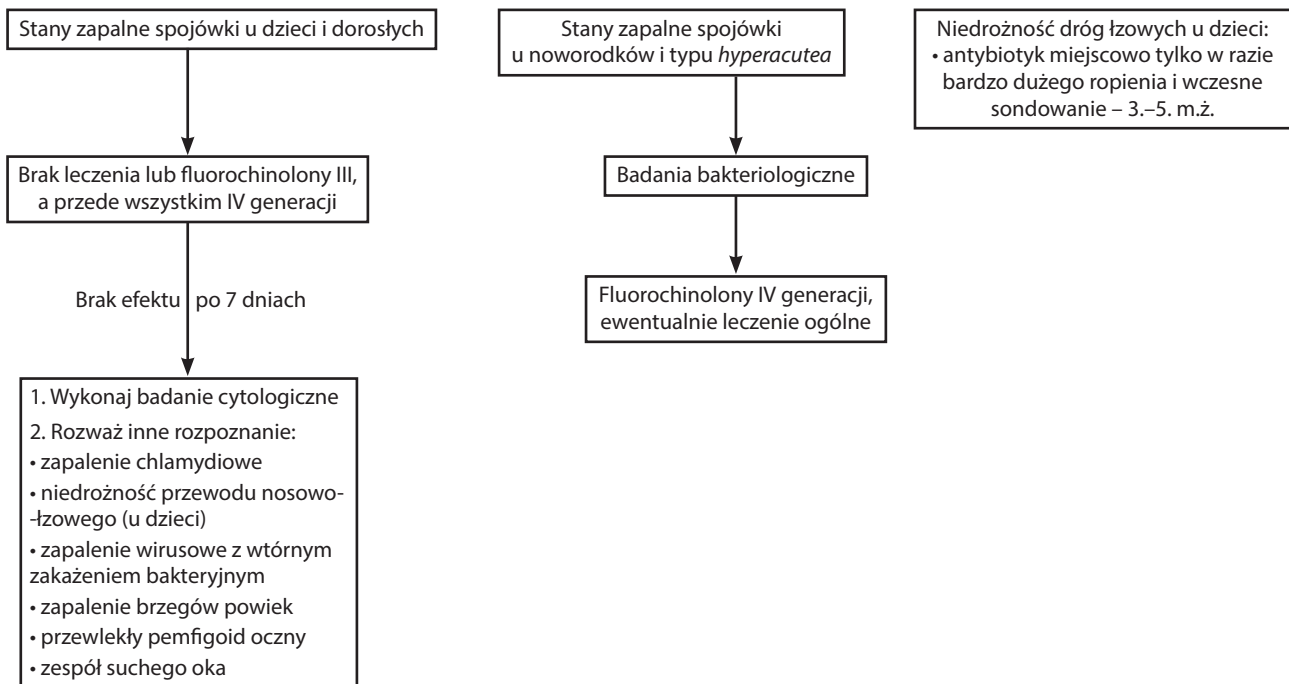 Stany zapalne spojówki u dzieci i dorosłych
Brak leczenia lub fluorochinolony III,
a przede wszystkim IV generacji
Brak efektu po 7 dniach
1. Wykonaj badanie cytologiczne
2. Rozważ inne rozpoznanie:
• zapalenie chlamydiowe
• niedrożność przewodu nosowo-
-łzowego (u dzieci)
• zapalenie wirusowe z wtórnym
zakażeniem bakteryjnym
• zapalenie brzegów powiek
• przewlekły pemfigoid oczny
• zespół suchego oka
Stany zapalne spojówki
u noworodków i typu hyperacutea
Badania bakteriologiczne
Fluorochinolony IV generacji,
ewentualnie leczenie ogólne
Niedrożność dróg łzowych u dzieci:
• antybiotyk miejscowo tylko w razie
bardzo dużego ropienia i wczesne
sondowanie – 3.–5. m.ż.